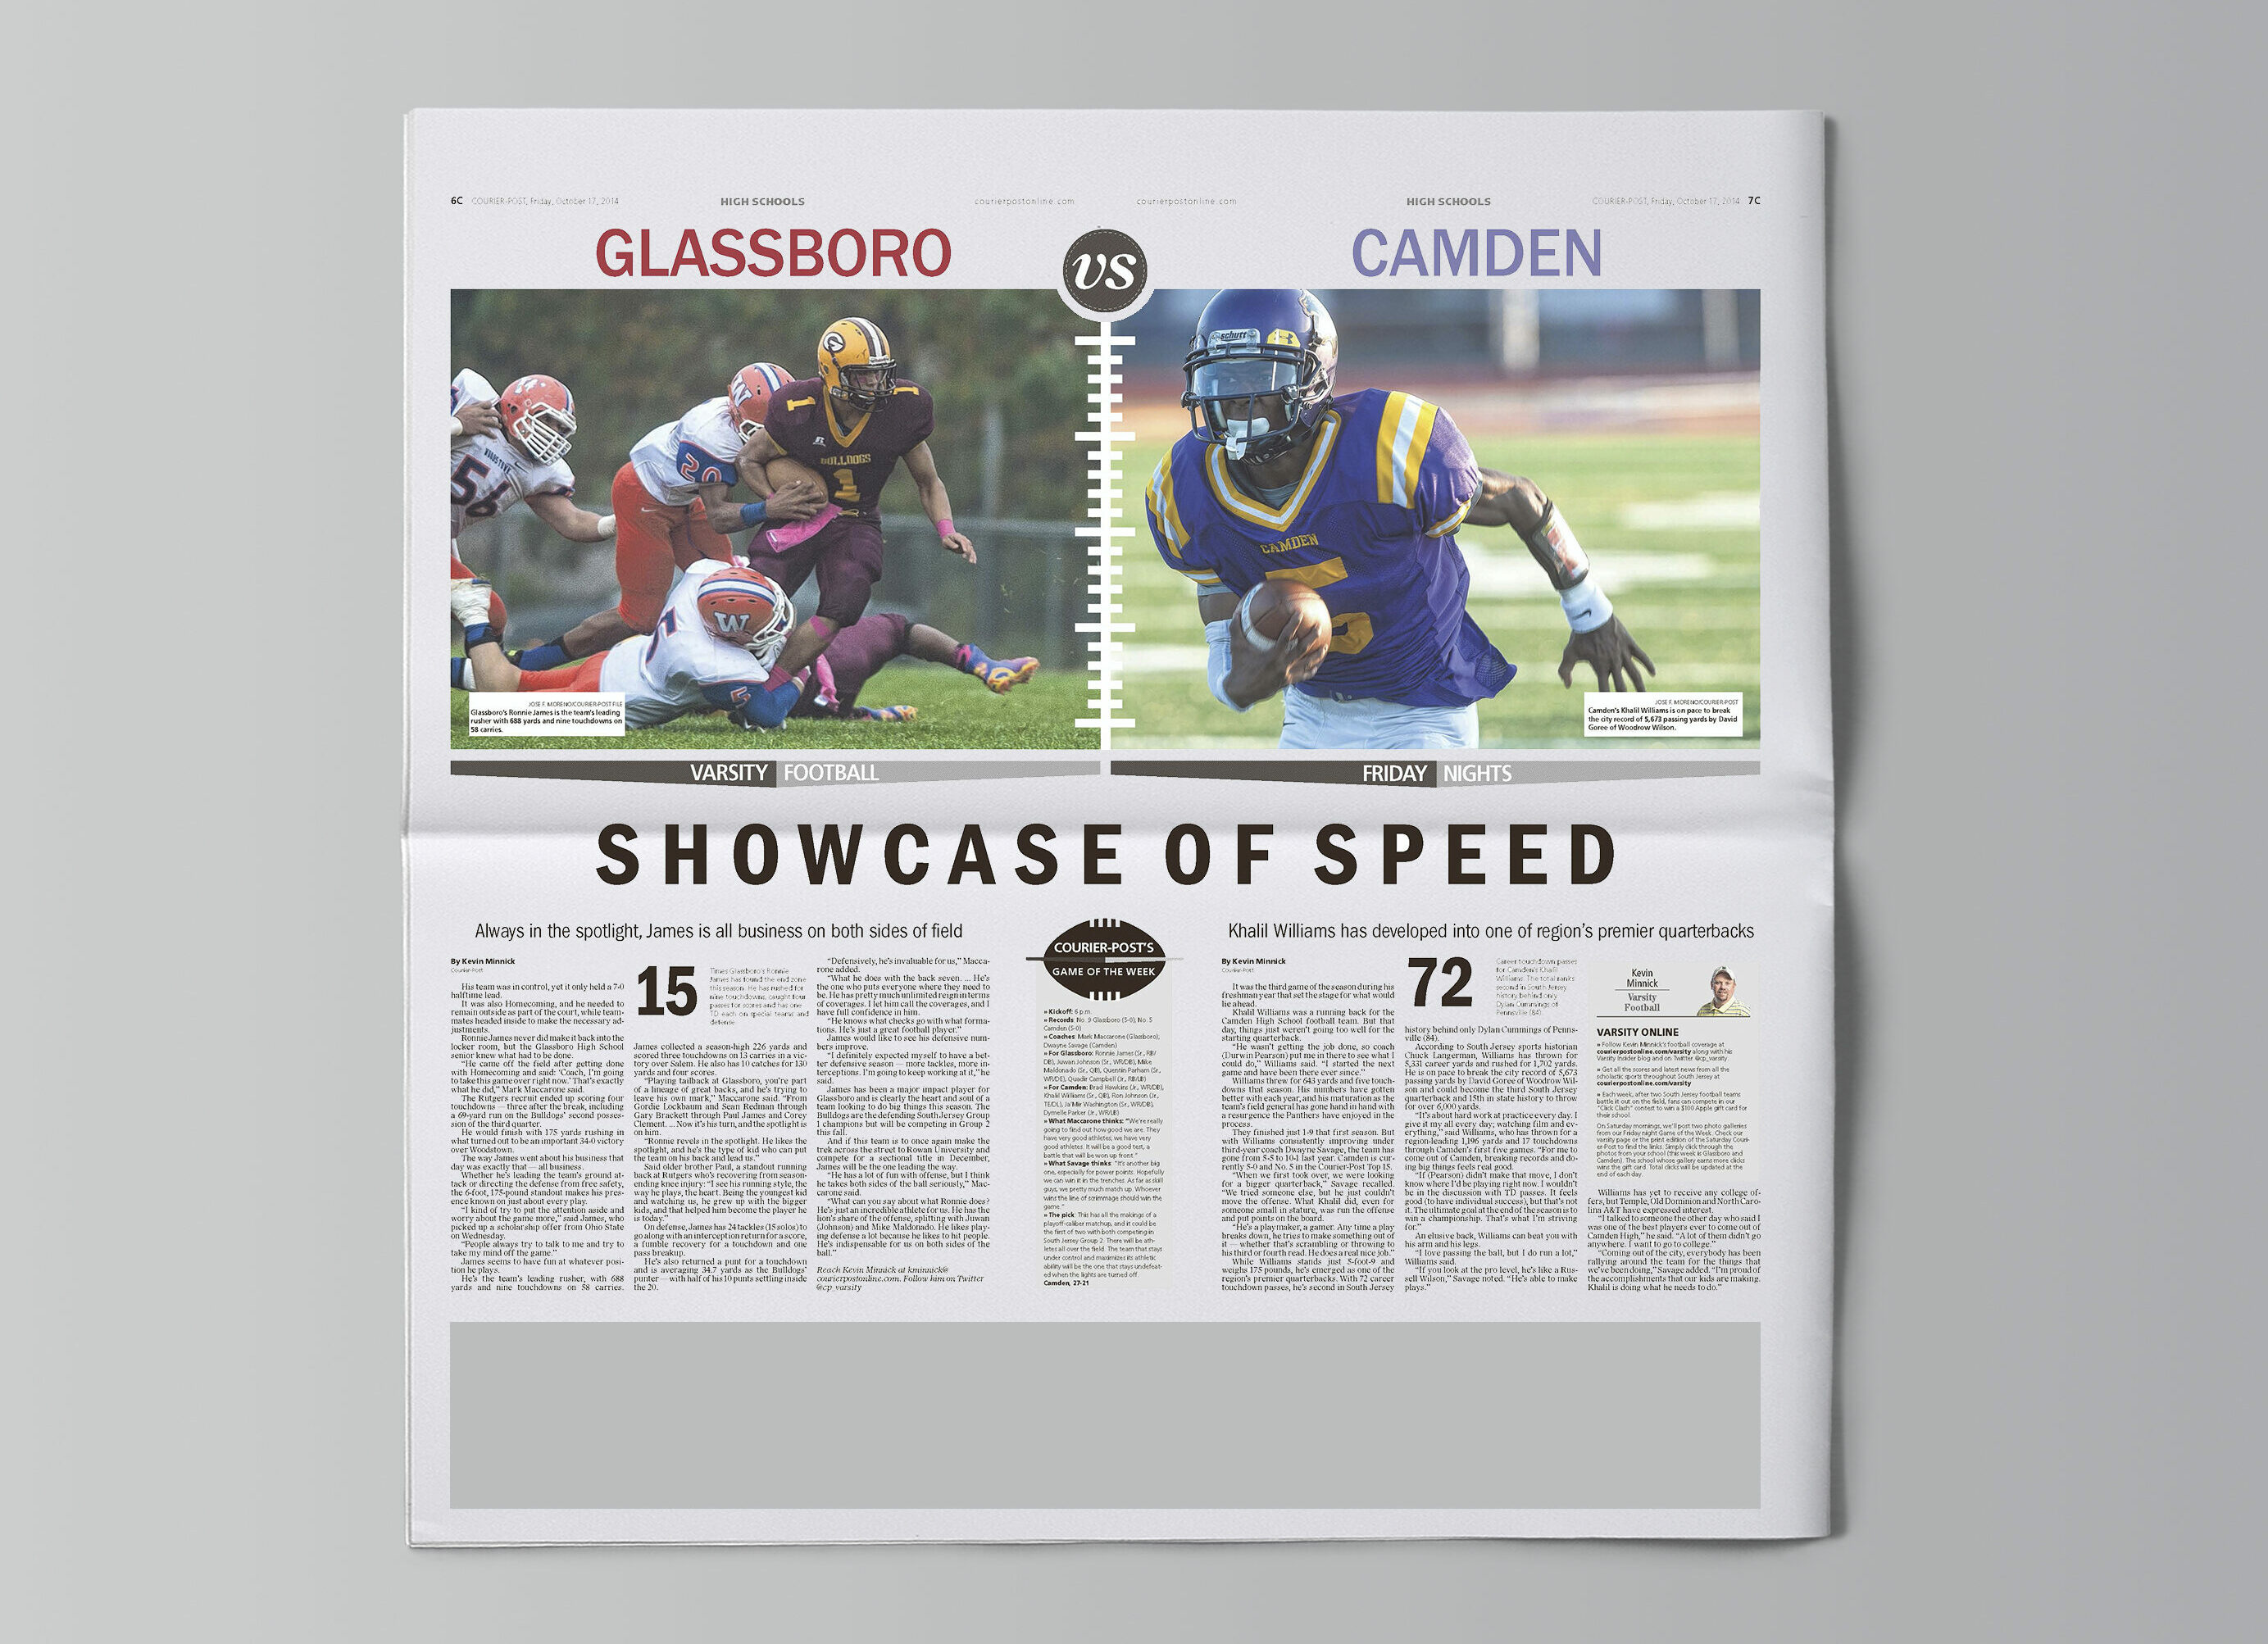 6C COURIER-POST, Friday, October 17, 2014
HIGH SCHOOLS
courierpostonline.com
courierpostonline.com
HIGH SCHOOLS
COURIER-POST, Friday, October 17, 2014 7C
GLASSBORO
vs
CAMDEN
W
20
1
BULLDOGS
1
56
W
5
JOSE F. MORENO/COURIER-POST FILE
Glassboro's Ronnie James is the team's leading
rusher with 688 yards and nine touchdowns on
58 carries.
schutt
CAMDEN
JOSE F. MORENO/COURIER-POST
Camden's Khalil Williams is on pace to break
the city record of 5,673 passing yards by David
Goree of Woodrow Wilson.
VARSITY FOOTBALL
FRIDAY NIGHTS
SHOWCASE OF SPEED
Always in the spotlight, James is all business on both sides of field
By Kevin Minnick
Courier-Post
His team was in control, yet it only held a 7-0
halftime lead.
It was also Homecoming, and he needed to
remain outside as part of the court, while team-
mates headed inside to make the necessary ad-
justments.
Ronnie James never did make it back into the
locker room, but the Glassboro High School
senior knew what had to be done.
"He came off the field after getting done
with Homecoming and said: 'Coach, I'm going
to take this game over right now.' That's exactly
what he did," Mark Maccarone said.
The Rutgers recruit ended up scoring four
touchdowns — three after the break, including
a 69-yard run on the Bulldogs' second posses-
sion of the third quarter.
He would finish with 175 yards rushing in
what turned out to be an important 34-0 victory
over Woodstown.
The way James went about his business that
day was exactly that — all business.
Whether he's leading the team's ground at-
tack or directing the defense from free safety,
the 6-foot, 175-pound standout makes his pres-
ence known on just about every play.
"I kind of try to put the attention aside and
worry about the game more," said James, who
picked up a scholarship offer from Ohio State
on Wednesday.
"People always try to talk to me and try to
take my mind off the game."
James seems to have fun at whatever posi-
tion he plays.
He's the team's leading rusher, with 688
yards and nine touchdowns on 58 carries.
15
Times Glassboro's Ronnie
James has found the end zone
this season. He has rushed for
nine touchdowns, caught four
passes for scores and has one
TD each on special teams and
defense.
James collected a season-high 226 yards and
scored three touchdowns on 13 carries in a vic-
tory over Salem. He also has 10 catches for 130
yards and four scores.
"Playing tailback at Glassboro, you're part
of a lineage of great backs, and he's trying to
leave his own mark," Maccarone said. "From
Gordie Lockbaum and Sean Redman through
Gary Brackett through Paul James and Corey
Clement. ... Now it's his turn, and the spotlight is
on him.
"Ronnie revels in the spotlight. He likes the
spotlight, and he's the type of kid who can put
the team on his back and lead us."
Said older brother Paul, a standout running
back at Rutgers who's recovering from season-
ending knee injury: "I see his running style, the
way he plays, the heart. Being the youngest kid
and watching us, he grew up with the bigger
kids, and that helped him become the player he
is today."
On defense, James has 24 tackles (15 solos) to
go along with an interception return for a score,
a fumble recovery for a touchdown and one
pass breakup.
He's also returned a punt for a touchdown
and is averaging 34.7 yards as the Bulldogs'
punter — with half of his 10 punts settling inside
the 20.
"Defensively, he's invaluable for us," Macca-
rone added.
"What he does with the back seven. ... He's
the one who puts everyone where they need to
be. He has pretty much unlimited reign in terms
of coverages. I let him call the coverages, and I
have full confidence in him.
"He knows what checks go with what forma-
tions. He's just a great football player."
James would like to see his defensive num-
bers improve.
"I definitely expected myself to have a bet-
ter defensive season — more tackles, more in-
terceptions. I'm going to keep working at it," he
said.
James has been a major impact player for
Glassboro and is clearly the heart and soul of a
team looking to do big things this season. The
Bulldogs are the defending South Jersey Group
1 champions but will be competing in Group 2
this fall.
And if this team is to once again make the
trek across the street to Rowan University and
compete for a sectional title in December,
James will be the one leading the way.
"He has a lot of fun with offense, but I think
he takes both sides of the ball seriously," Mac-
carone said.
"What can you say about what Ronnie does?
He's just an incredible athlete for us. He has the
lion's share of the offense, splitting with Juwan
(Johnson) and Mike Maldonado. He likes play-
ing defense a lot because he likes to hit people.
He's indispensable for us on both sides of the
ball."
Reach Kevin Minnick at kminnick@
courierpostonline.com. Follow him on Twitter
@cp_varsity
COURIER-POST'S
GAME OF THE WEEK
» Kickoff: 6 p.m.
» Records: No. 9 Glassboro (5-0); No. 5
Camden (5-0)
» Coaches: Mark Maccarone (Glassboro);
Dwayne Savage (Camden)
» For Glassboro: Ronnie James (Sr., RB/
DB), Juwan Johnson (Sr., WR/DB), Mike
Maldonado (Sr., QB), Quentin Parham (Sr.,
WR/DE), Quadir Campbell (Jr., RB/LB)
» For Camden: Brad Hawkins (Jr., WR/DB),
Khalil Williams (Sr., QB), Ron Johnson (Jr.,
TE/DL), Ja'Mie Washington (Sr., WR/DB),
Dymelle Parker (Jr., WR/LB)
» What Maccarone thinks: "We're really
going to find out how good we are. They
have very good athletes, we have very
good athletes. It will be a good test, a
battle that will be won up front."
» What Savage thinks: "It's another big
one, especially for power points. Hopefully
we can win it in the trenches. As far as skill
guys, we pretty much match up. Whoever
wins the line of scrimmage should win the
game."
» The pick: This has all the makings of a
playoff-caliber matchup, and it could be
the first of two with both competing in
South Jersey Group 2. There will be ath-
letes all over the field. The team that stays
under control and maximizes its athletic
ability will be the one that stays undefeat-
ed when the lights are turned off.
Camden, 27-21
Khalil Williams has developed into one of region's premier quarterbacks
By Kevin Minnick
Courier-Post
It was the third game of the season during his
freshman year that set the stage for what would
lie ahead.
Khalil Williams was a running back for the
Camden High School football team. But that
day, things just weren't going too well for the
starting quarterback.
"He wasn't getting the job done, so coach
(Durwin Pearson) put me in there to see what I
could do," Williams said. "I started the next
game and have been there ever since."
Williams threw for 643 yards and five touch-
downs that season. His numbers have gotten
better with each year, and his maturation as the
team's field general has gone hand in hand with
a resurgence the Panthers have enjoyed in the
process.
They finished just 1-9 that first season. But
with Williams consistently improving under
third-year coach Dwayne Savage, the team has
gone from 5-5 to 10-1 last year. Camden is cur-
rently 5-0 and No. 5 in the Courier-Post Top 15.
"When we first took over, we were looking
for a bigger quarterback," Savage recalled.
"We tried someone else, but he just couldn't
move the offense. What Khalil did, even for
someone small in stature, was run the offense
and put points on the board.
"He's a playmaker, a gamer. Any time a play
breaks down, he tries to make something out of
it — whether that's scrambling or throwing to
his third or fourth read. He does a real nice job."
While Williams stands just 5-foot-9 and
weighs 175 pounds, he's emerged as one of the
region's premier quarterbacks. With 72 career
touchdown passes, he's second in South Jersey
72
Career touchdown passes
for Camden's Khalil
Williams. The total ranks
second in South Jersey
history behind only
Dylan Cummings of
Pennsville (84).
history behind only Dylan Cummings of Penns-
ville (84).
According to South Jersey sports historian
Chuck Langerman, Williams has thrown for
5,331 career yards and rushed for 1,702 yards.
He is on pace to break the city record of 5,673
passing yards by David Goree of Woodrow Wil-
son and could become the third South Jersey
quarterback and 15th in state history to throw
for over 6,000 yards.
"It's about hard work at practice every day. I
give it my all every day; watching film and ev-
erything," said Williams, who has thrown for a
region-leading 1,196 yards and 17 touchdowns
through Camden's first five games. "For me to
come out of Camden, breaking records and do-
ing big things feels real good.
"If (Pearson) didn't make that move, I don't
know where I'd be playing right now. I wouldn't
be in the discussion with TD passes. It feels
good (to have individual success), but that's not
it. The ultimate goal at the end of the season is to
win a championship. That's what I'm striving
for."
An elusive back, Williams can beat you with
his arm and his legs.
"I love passing the ball, but I do run a lot,"
Williams said.
"If you look at the pro level, he's like a Rus-
sell Wilson," Savage noted. "He's able to make
plays."
Kevin
Minnick
Varsity
Football
VARSITY ONLINE
» Follow Kevin Minnick's football coverage at
courierpostonline.com/varsity along with his
Varsity Insider blog and on Twitter @cp_varsity.
» Get all the scores and latest news from all the
scholastic sports throughout South Jersey at
courierpostonline.com/varsity
» Each week, after two South Jersey football teams
battle it out on the field, fans can compete in our
"Click Clash" contest to win a $100 Apple gift card for
their school.
On Saturday mornings, we'll post two photo galleries
from our Friday night Game of the Week. Check our
varsity page or the print edition of the Saturday Couri-
er-Post to find the links. Simply click through the
photos from your school (this week is Glassboro and
Camden). The school whose gallery earns more clicks
wins the gift card. Total clicks will be updated at the
end of each day.
Williams has yet to receive any college of-
fers, but Temple, Old Dominion and North Caro-
lina A&T have expressed interest.
"I talked to someone the other day who said I
was one of the best players ever to come out of
Camden High," he said. "A lot of them didn't go
anywhere. I want to go to college."
"Coming out of the city, everybody has been
rallying around the team for the things that
we've been doing," Savage added. "I'm proud of
the accomplishments that our kids are making.
Khalil is doing what he needs to do."